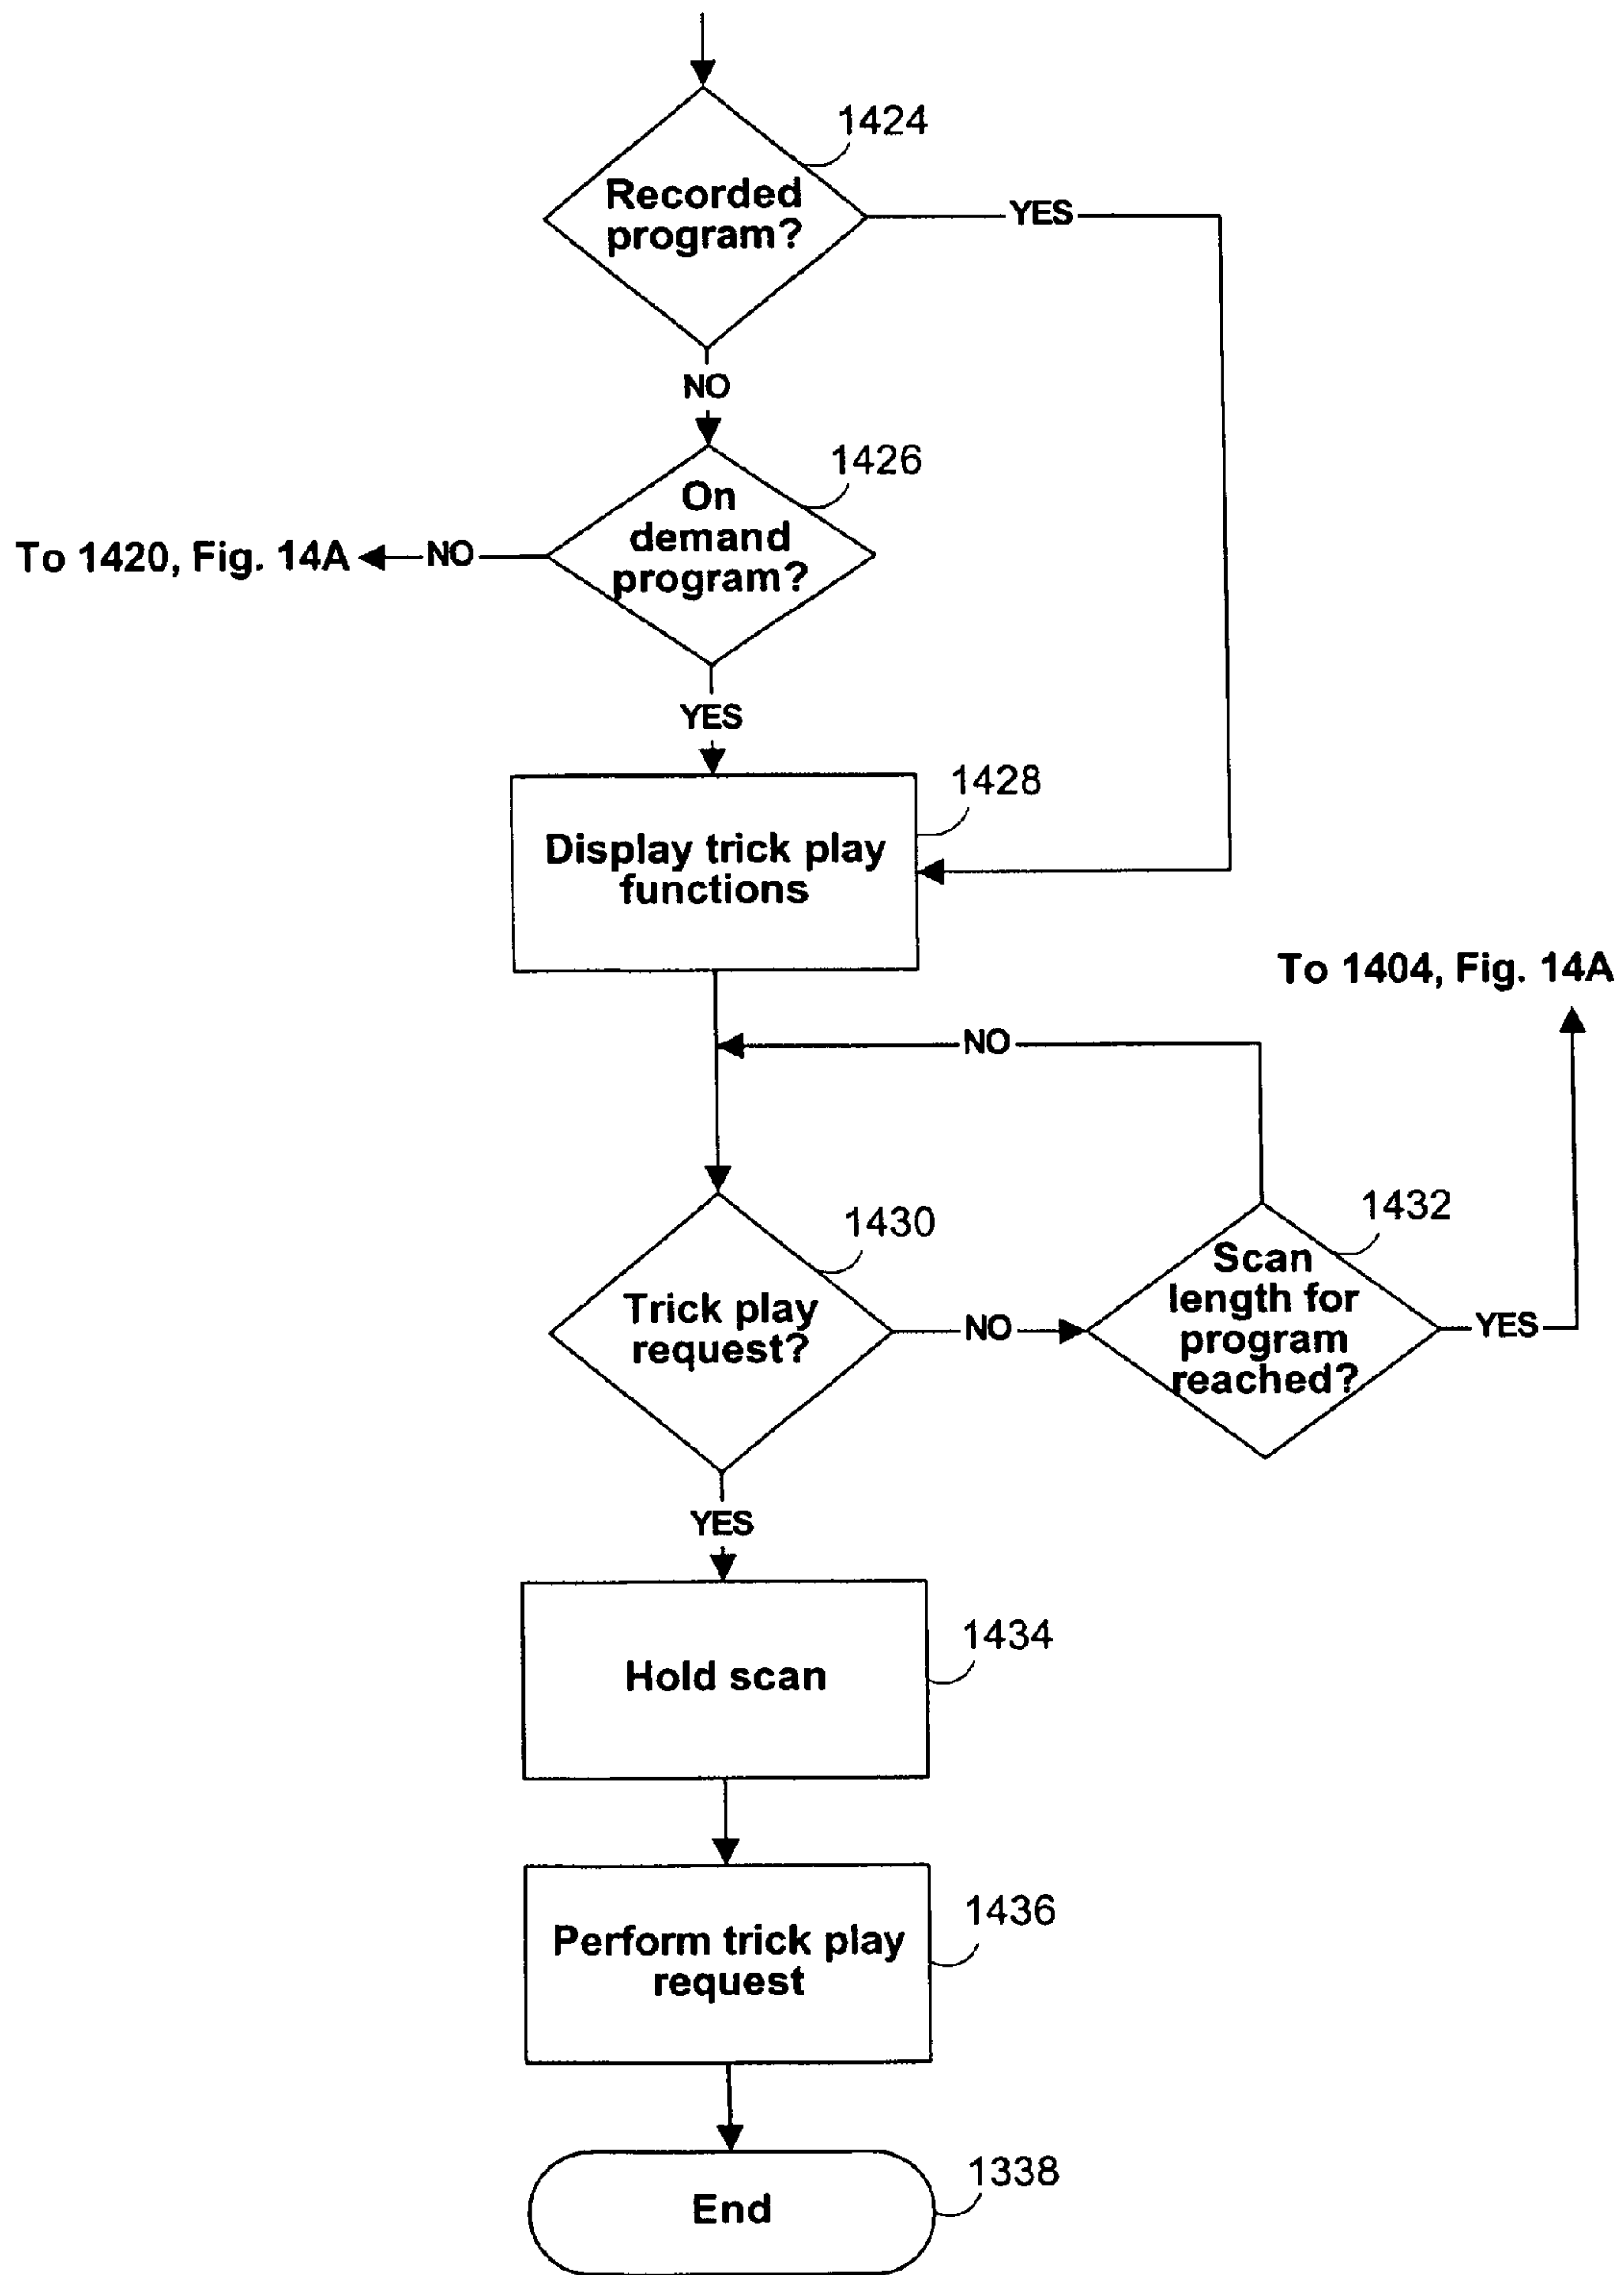 1424
Recorded
program?
YES
NO
1426
On
demand
program?
To 1420, Fig. 14A
NO
YES
1428
Display trick play
functions
To 1404, Fig. 14A
NO
1430
Trick play
request?
NO
1432
Scan
length for
program
reached?
YES
YES
1434
Hold scan
1436
Perform trick play
request
1338
End